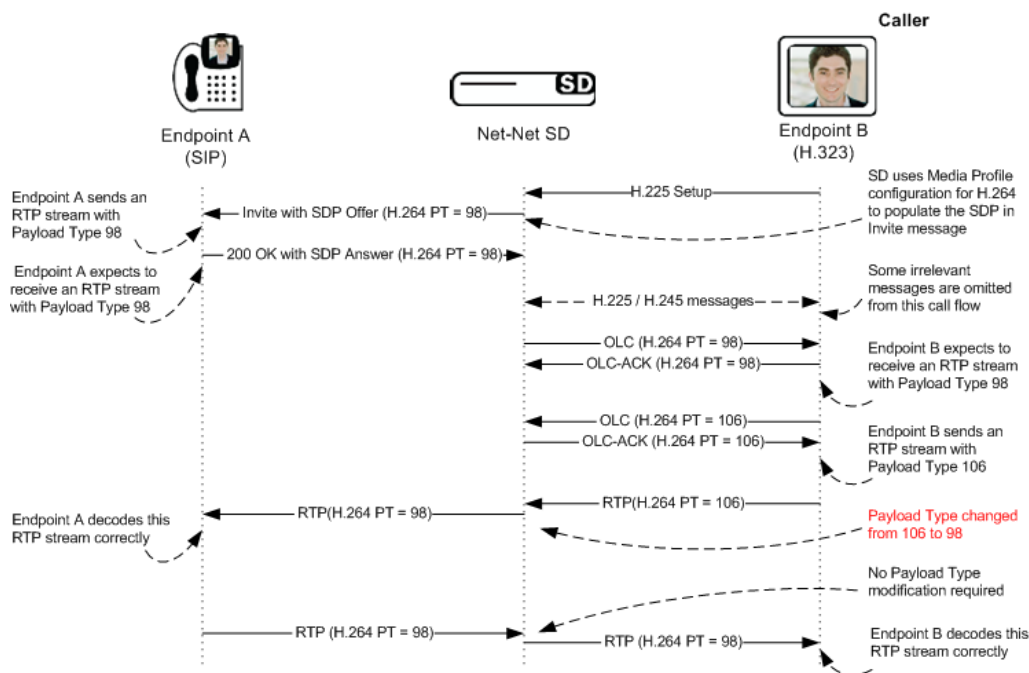 Caller
SD
Endpoint A
(SIP)
Net-Net SD
Endpoint B
(H.323)
Endpoint A sends an
RTP stream with
Payload Type 98
H.225 Setup
SD uses Media Profile
configuration for H.264
to populate the SDP in
Invite message
Invite with SDP Offer (H.264 PT = 98)
200 OK with SDP Answer (H.264 PT = 98)
Endpoint A expects to
receive an RTP stream
with Payload Type 98
Some irrelevant
messages are omitted
from this call flow
H.225 / H.245 messages
OLC (H.264 PT = 98)
OLC-ACK (H.264 PT = 98)
Endpoint B expects to
receive an RTP stream
with Payload Type 98
OLC (H.264 PT = 106)
OLC-ACK (H.264 PT = 106)
Endpoint B sends an
RTP stream with
Payload Type 106
RTP(H.264 PT = 106)
RTP(H.264 PT = 98)
Endpoint A decodes this
RTP stream correctly
Payload Type changed
from 106 to 98
No Payload Type
modification required
RTP (H.264 PT = 98)
RTP (H.264 PT = 98)
Endpoint B decodes this
RTP stream correctly